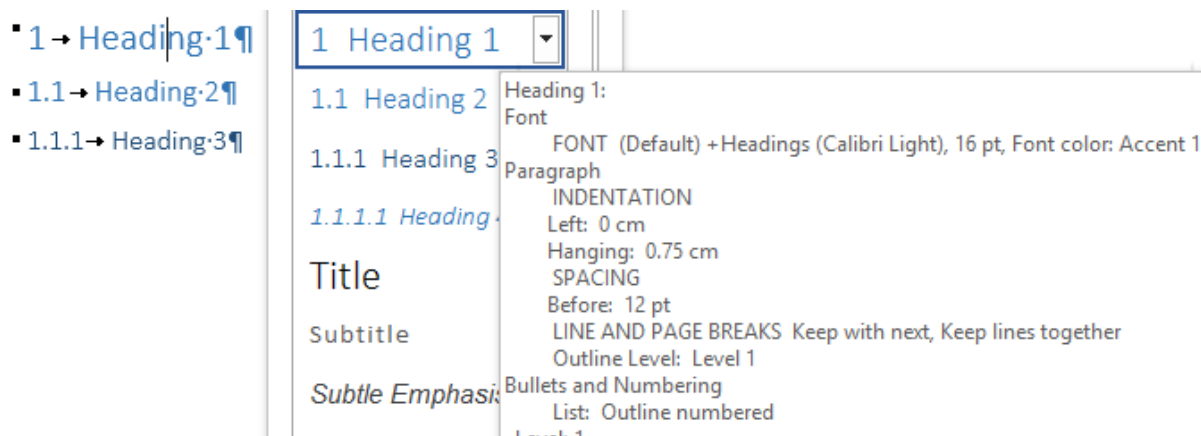 1→Heading·1¶
1.1→Heading·2¶
1.1.1→Heading·3¶
1 Heading 1
1.1 Heading 2
1.1.1 Heading 3
1.1.1.1 Heading
Title
Subtitle
Subtle Emphasis
Heading 1:
Font
FONT (Default) +Headings (Calibri Light), 16 pt, Font color: Accent 1
Paragraph
INDENTATION
Left: 0 cm
Hanging: 0.75 cm
SPACING
Before: 12 pt
LINE AND PAGE BREAKS Keep with next, Keep lines together
Outline Level: Level 1
Bullets and Numbering
List: Outline numbered